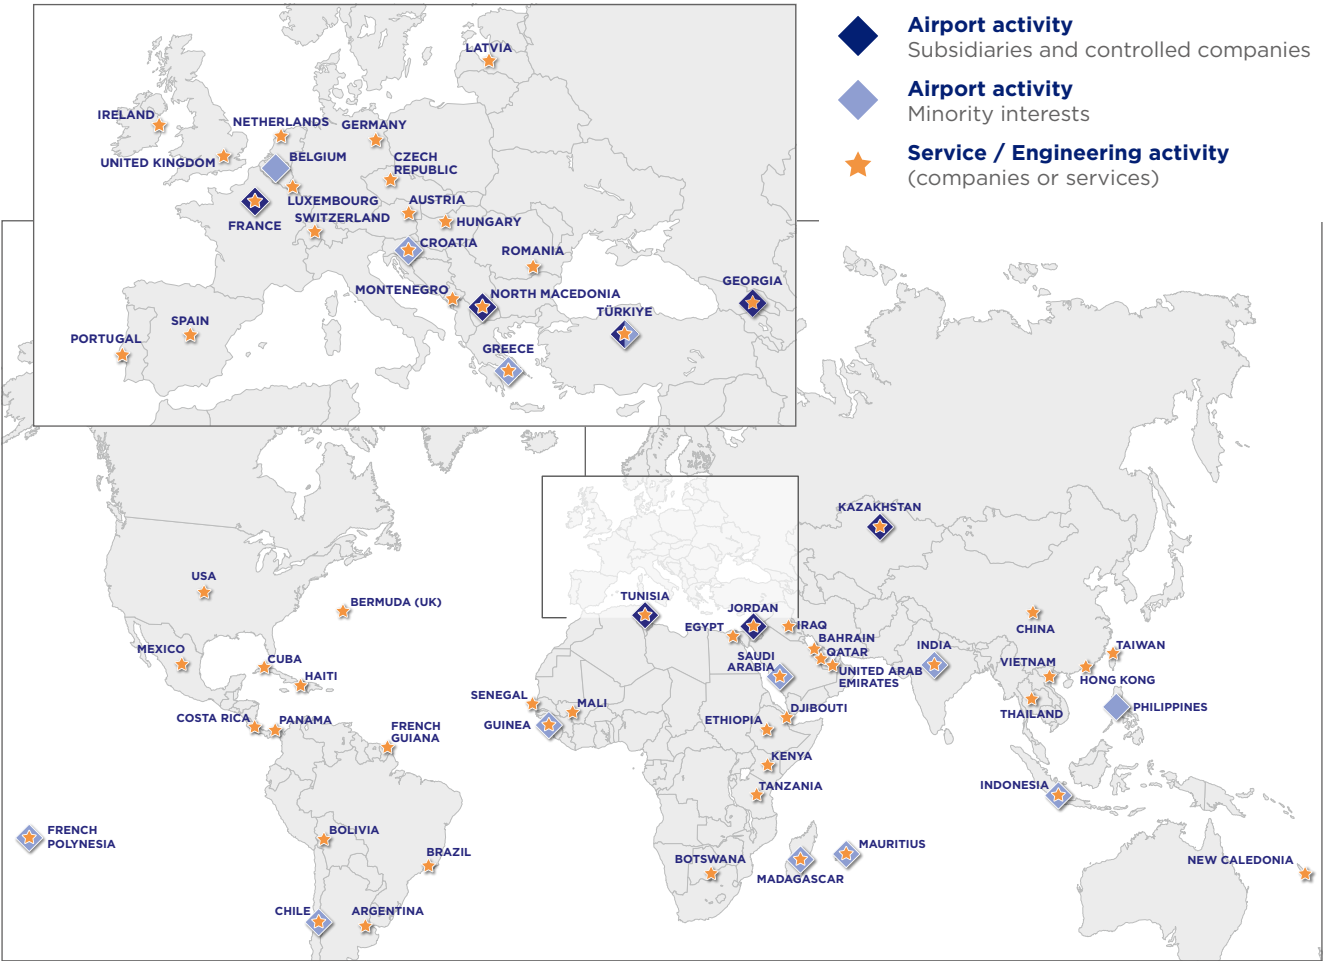 Airport activity
Subsidiaries and controlled companies
Airport activity
Minority interests
Service / Engineering activity
(companies or services)
LATVIA
IRELAND
NETHERLANDS
GERMANY
UNITED KINGDOM
BELGIUM
CZECH
REPUBLIC
LUXEMBOURG
AUSTRIA
FRANCE
SWITZERLAND
HUNGARY
CROATIA
ROMANIA
MONTENEGRO
NORTH MACEDONIA
GEORGIA
TÜRKIYE
SPAIN
PORTUGAL
GREECE
KAZAKHSTAN
USA
BERMUDA (UK)
TUNISIA
JORDAN
EGYPT
IRAQ
BAHRAIN
QATAR
SAUDI
ARABIA
UNITED ARAB
EMIRATES
INDIA
CHINA
TAIWAN
VIETNAM
HONG KONG
THAILAND
PHILIPPINES
MEXICO
CUBA
HAITI
COSTA RICA
PANAMA
FRENCH
GUIANA
SENEGAL
MALI
GUINEA
DJIBOUTI
ETHIOPIA
KENYA
TANZANIA
INDONESIA
FRENCH
POLYNESIA
BOLIVIA
BRAZIL
BOTSWANA
MADAGASCAR
MAURITIUS
NEW CALEDONIA
CHILE
ARGENTINA